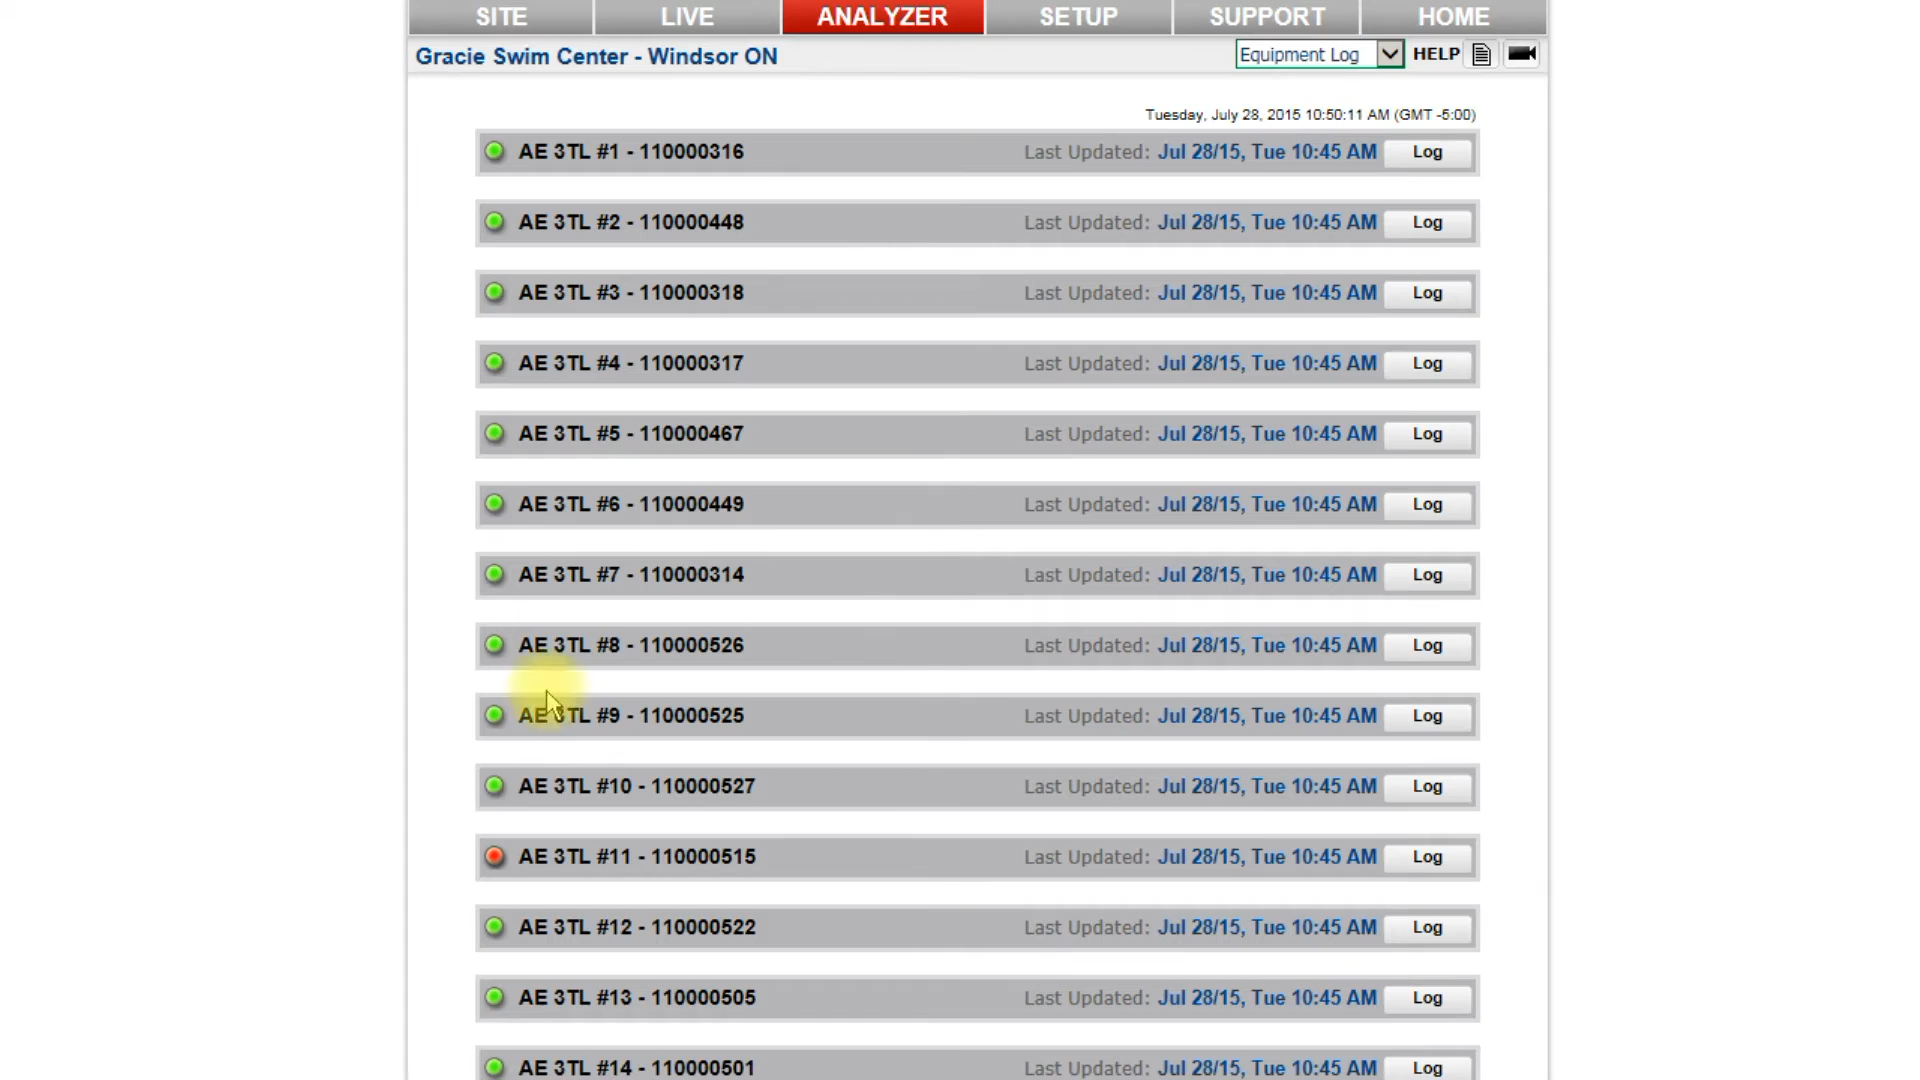 SITE LIVE ANALYZER SETUP SUPPORT HOME
Gracie Swim Center - Windsor ON Equipment Log HELP
Tuesday, July 28, 2015 10:50:11 AM (GMT -5:00)
AE 3TL #1 - 110000316 Last Updated: Jul 28/15, Tue 10:45 AM Log
AE 3TL #2 - 110000448 Last Updated: Jul 28/15, Tue 10:45 AM Log
AE 3TL #3 - 110000318 Last Updated: Jul 28/15, Tue 10:45 AM Log
AE 3TL #4 - 110000317 Last Updated: Jul 28/15, Tue 10:45 AM Log
AE 3TL #5 - 110000467 Last Updated: Jul 28/15, Tue 10:45 AM Log
AE 3TL #6 - 110000449 Last Updated: Jul 28/15, Tue 10:45 AM Log
AE 3TL #7 - 110000314 Last Updated: Jul 28/15, Tue 10:45 AM Log
AE 3TL #8 - 110000526 Last Updated: Jul 28/15, Tue 10:45 AM Log
AE 3TL #9 - 110000525 Last Updated: Jul 28/15, Tue 10:45 AM Log
AE 3TL #10 - 110000527 Last Updated: Jul 28/15, Tue 10:45 AM Log
AE 3TL #11 - 110000515 Last Updated: Jul 28/15, Tue 10:45 AM Log
AE 3TL #12 - 110000522 Last Updated: Jul 28/15, Tue 10:45 AM Log
AE 3TL #13 - 110000505 Last Updated: Jul 28/15, Tue 10:45 AM Log
AE 3TL #14 - 110000501 Last Updated: Jul 28/15, Tue 10:45 AM Log